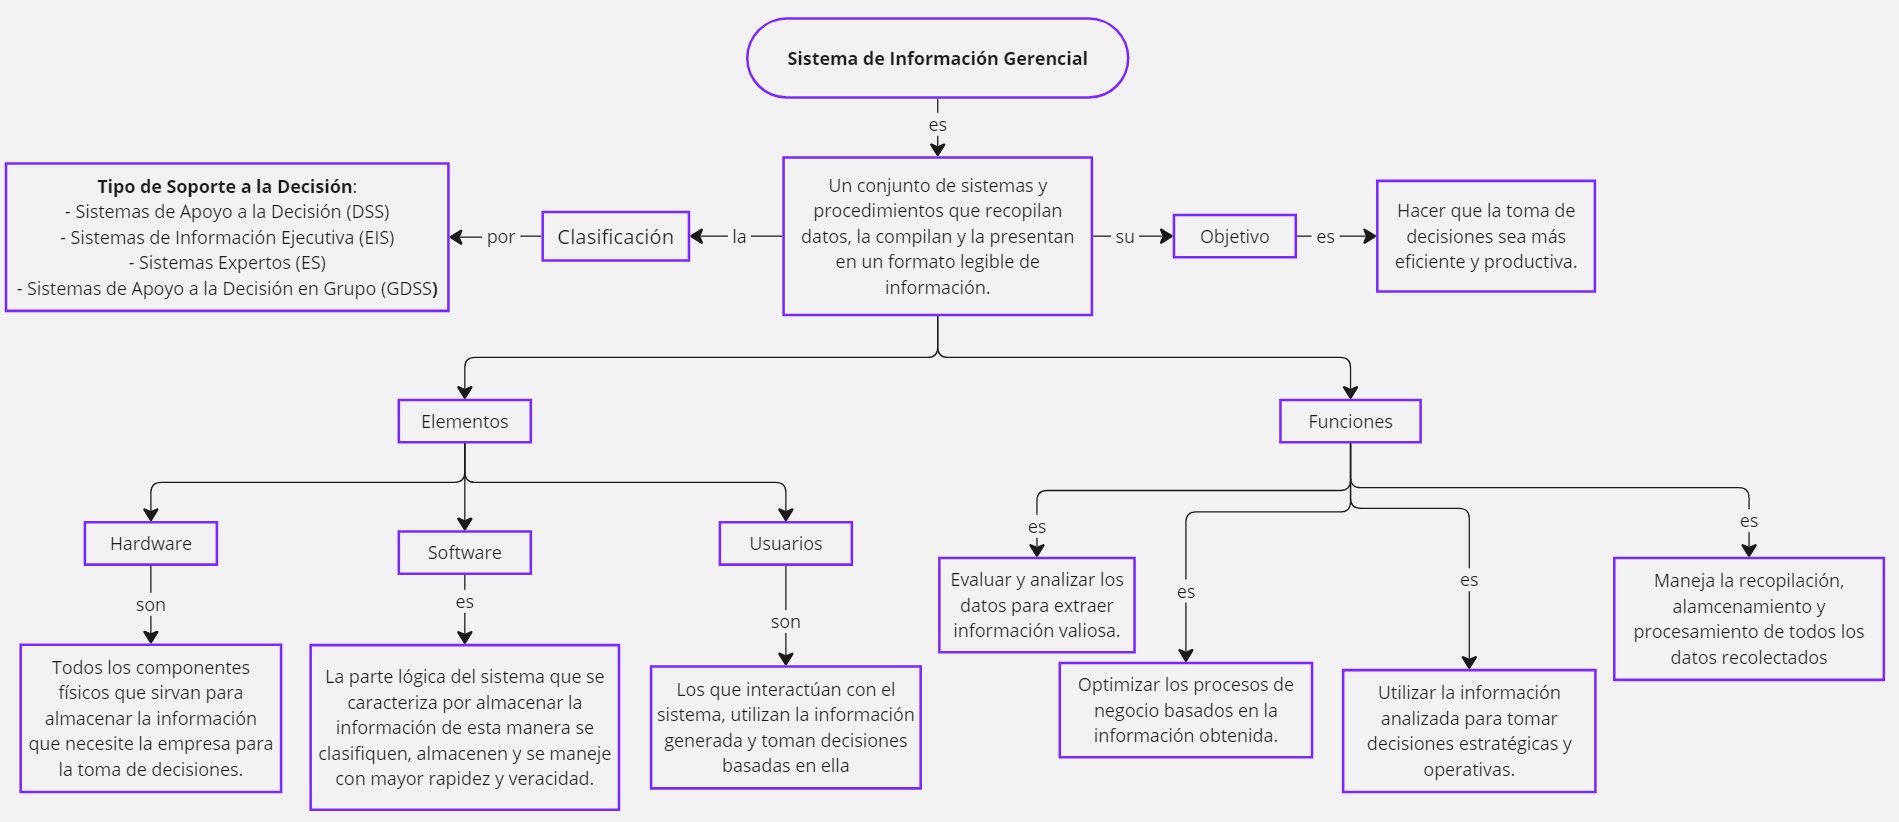 Sistema de Información Gerencial
es
Tipo de Soporte a la Decisión:
- Sistemas de Apoyo a la Decisión (DSS)
- Sistemas de Información Ejecutiva (EIS)
- Sistemas Expertos (ES)
- Sistemas de Apoyo a la Decisión en Grupo (GDSS)
por
Clasificación
la
Un conjunto de sistemas y
procedimientos que recopilan
datos, la compilan y la presentan
en un formato legible de
información.
su
Objetivo
es
Hacer que la toma de
decisiones sea más
eficiente y productiva.
Elementos
Funciones
Hardware
son
Todos los componentes
físicos que sirvan para
almacenar la información
que necesite la empresa para
la toma de decisiones.
Software
es
La parte lógica del sistema que se
caracteriza por almacenar la
información de esta manera se
clasifiquen, almacenen y se maneje
con mayor rapidez y veracidad.
Usuarios
son
Los que interactúan con el
sistema, utilizan la información
generada y toman decisiones
basadas en ella
es
Evaluar y analizar los
datos para extraer
información valiosa.
es
Optimizar los procesos de
negocio basados en la
información obtenida.
es
Utilizar la información
analizada para tomar
decisiones estratégicas y
operativas.
es
Maneja la recopilación,
alamcenamiento y
procesamiento de todos los
datos recolectados